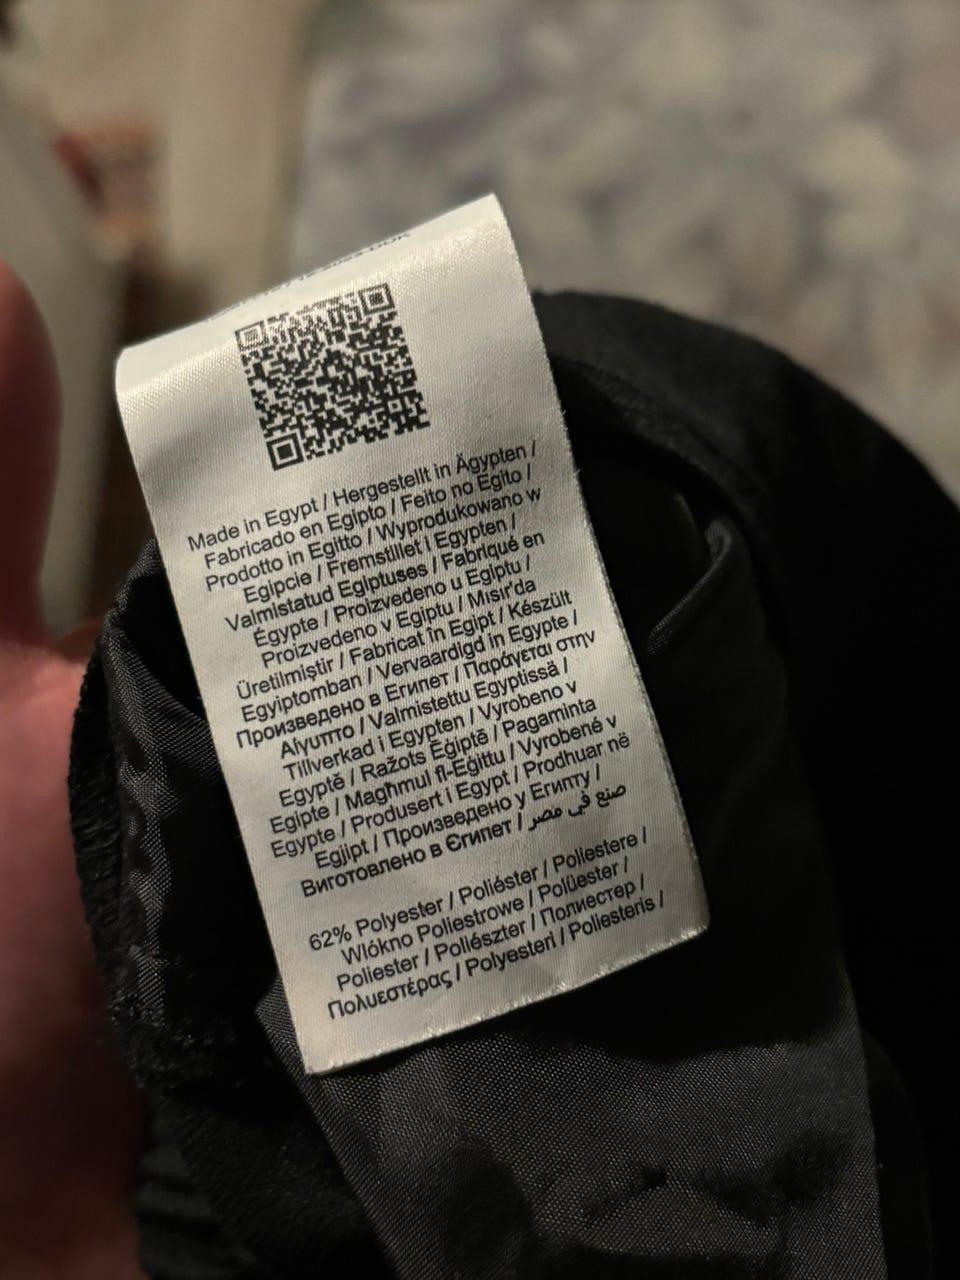 Made in Egypt / Hergestellt in Ägypten /
Fabricado en Egipto / Feito no Egito /
Prodotto in Egitto / Wyprodukowano w
Egipcie / Fremstillet i Egypten /
Valmistatud Egiptuses / Fabriqué en
Égypte / Proizvedeno u Egiptu /
Proizvedeno v Egiptu / Mısır'da
Üretilmiştir / Fabricat în Egipt / Készült
Egyiptomban / Vervaardigd in Egypte /
Произведено в Египет / Παράγεται στην
Αίγυπτο / Valmistettu Egyptissä /
Tillverkad i Egypten / Vyrobeno v
Egyptě / Ražots Ēģiptē / Pagaminta
Egipte / Magħmul fl-Eġittu / Vyrobené v
Egypte / Produsert i Egypt / Prodhuar në
Egjipt / Произведено у Египту /
Виготовлено в Єгипет / صنع في مصر
62% Polyester / Poliéster / Poliestere /
Wlókno Poliestrowe / Polüester /
Poliester / Poliészter / Полиестер /
Πολυεστέρας / Polyesteri / Poliesteris /